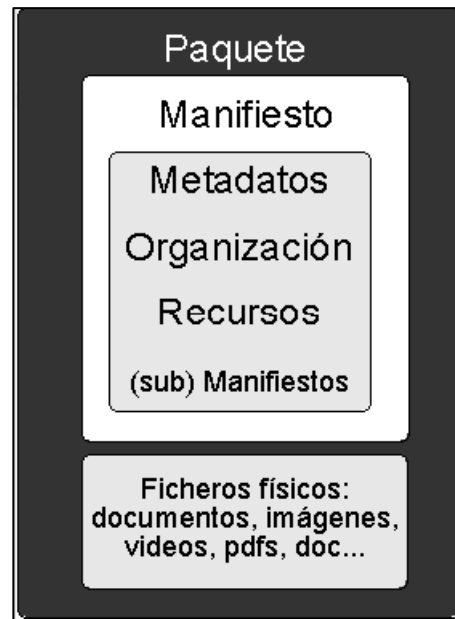 Paquete
Manifiesto
Metadatos
Organización
Recursos
(sub) Manifiestos
Ficheros físicos:
documentos, imágenes,
videos, pdfs, doc...